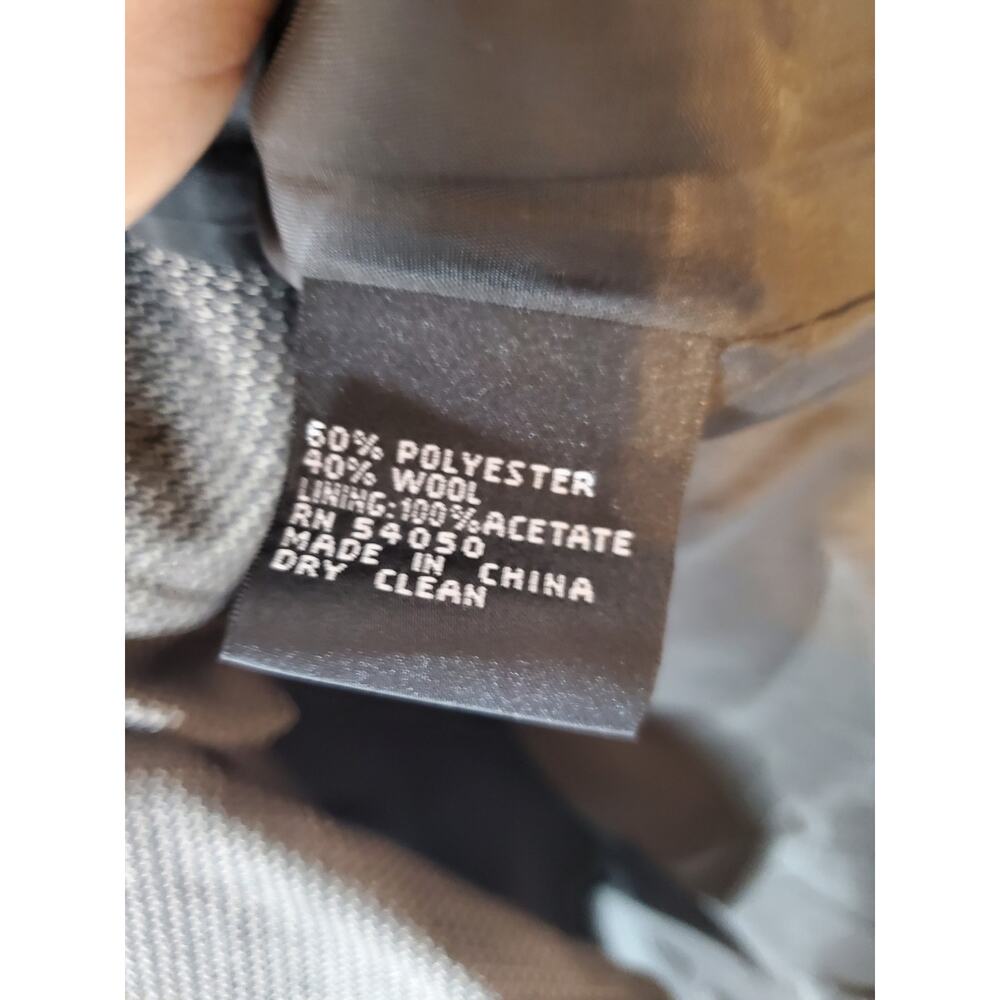 60% POLYESTER
40% WOOL
LINING:100%ACETATE
RN 54050
MADE IN CHINA
DRY CLEAN